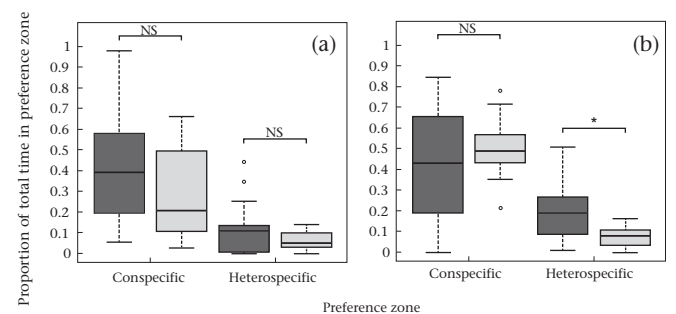 Proportion of total time in preference zone
(a)
NS
NS
1
0.9
0.8
0.7
0.6
0.5
0.4
0.3
0.2
0.1
0
Conspecific Heterospecific
(b)
NS
*
1
0.9
0.8
0.7
0.6
0.5
0.4
0.3
0.2
0.1
0
Conspecific Heterospecific
Preference zone